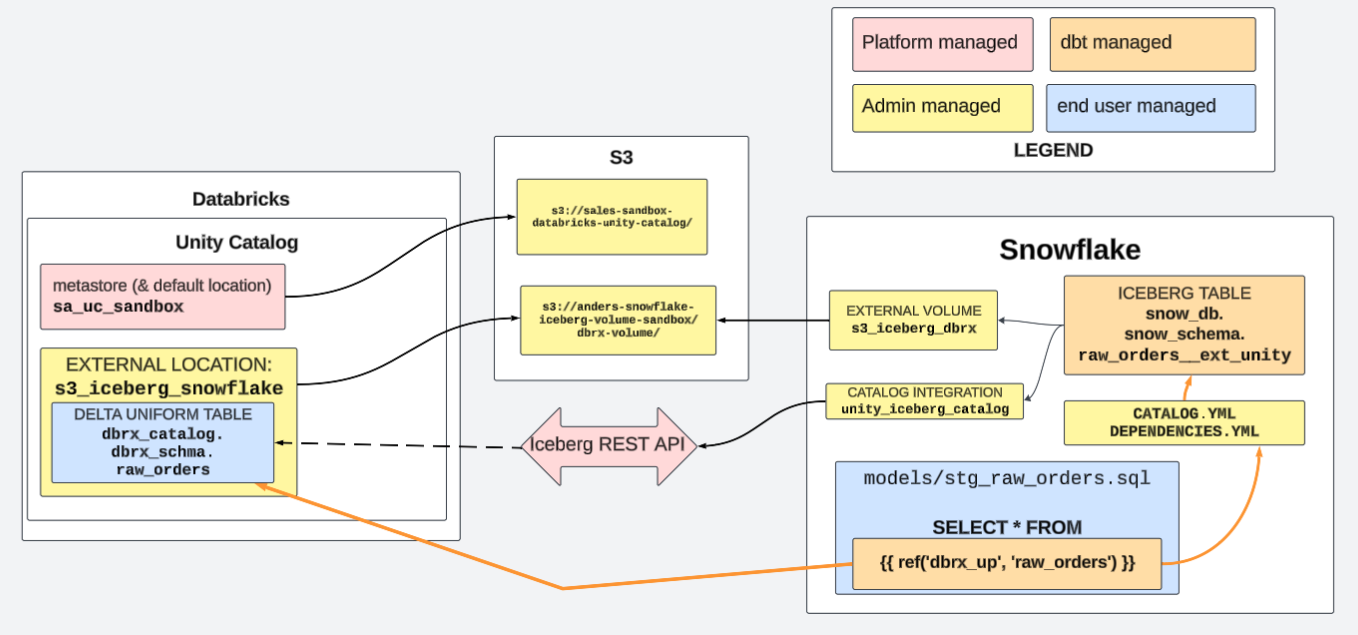 Platform managed
dbt managed
Admin managed
end user managed
LEGEND
Databricks
Unity Catalog
metastore (& default location)
sa_uc_sandbox
EXTERNAL LOCATION:
s3_iceberg_snowflake
DELTA UNIFORM TABLE
dbrx_catalog.
dbrx_schma.
raw_orders
S3
s3://sales-sandbox-
databricks-unity-catalog/
s3://anders-snowflake-
iceberg-volume-sandbox/
dbrx-volume/
Iceberg REST API
Snowflake
EXTERNAL VOLUME
s3_iceberg_dbrx
CATALOG INTEGRATION
unity_iceberg_catalog
ICEBERG TABLE
snow_db.
snow_schema.
raw_orders__ext_unity
CATALOG.YML
DEPENDENCIES.YML
models/stg_raw_orders.sql
SELECT * FROM
{{ ref('dbrx_up', 'raw_orders') }}